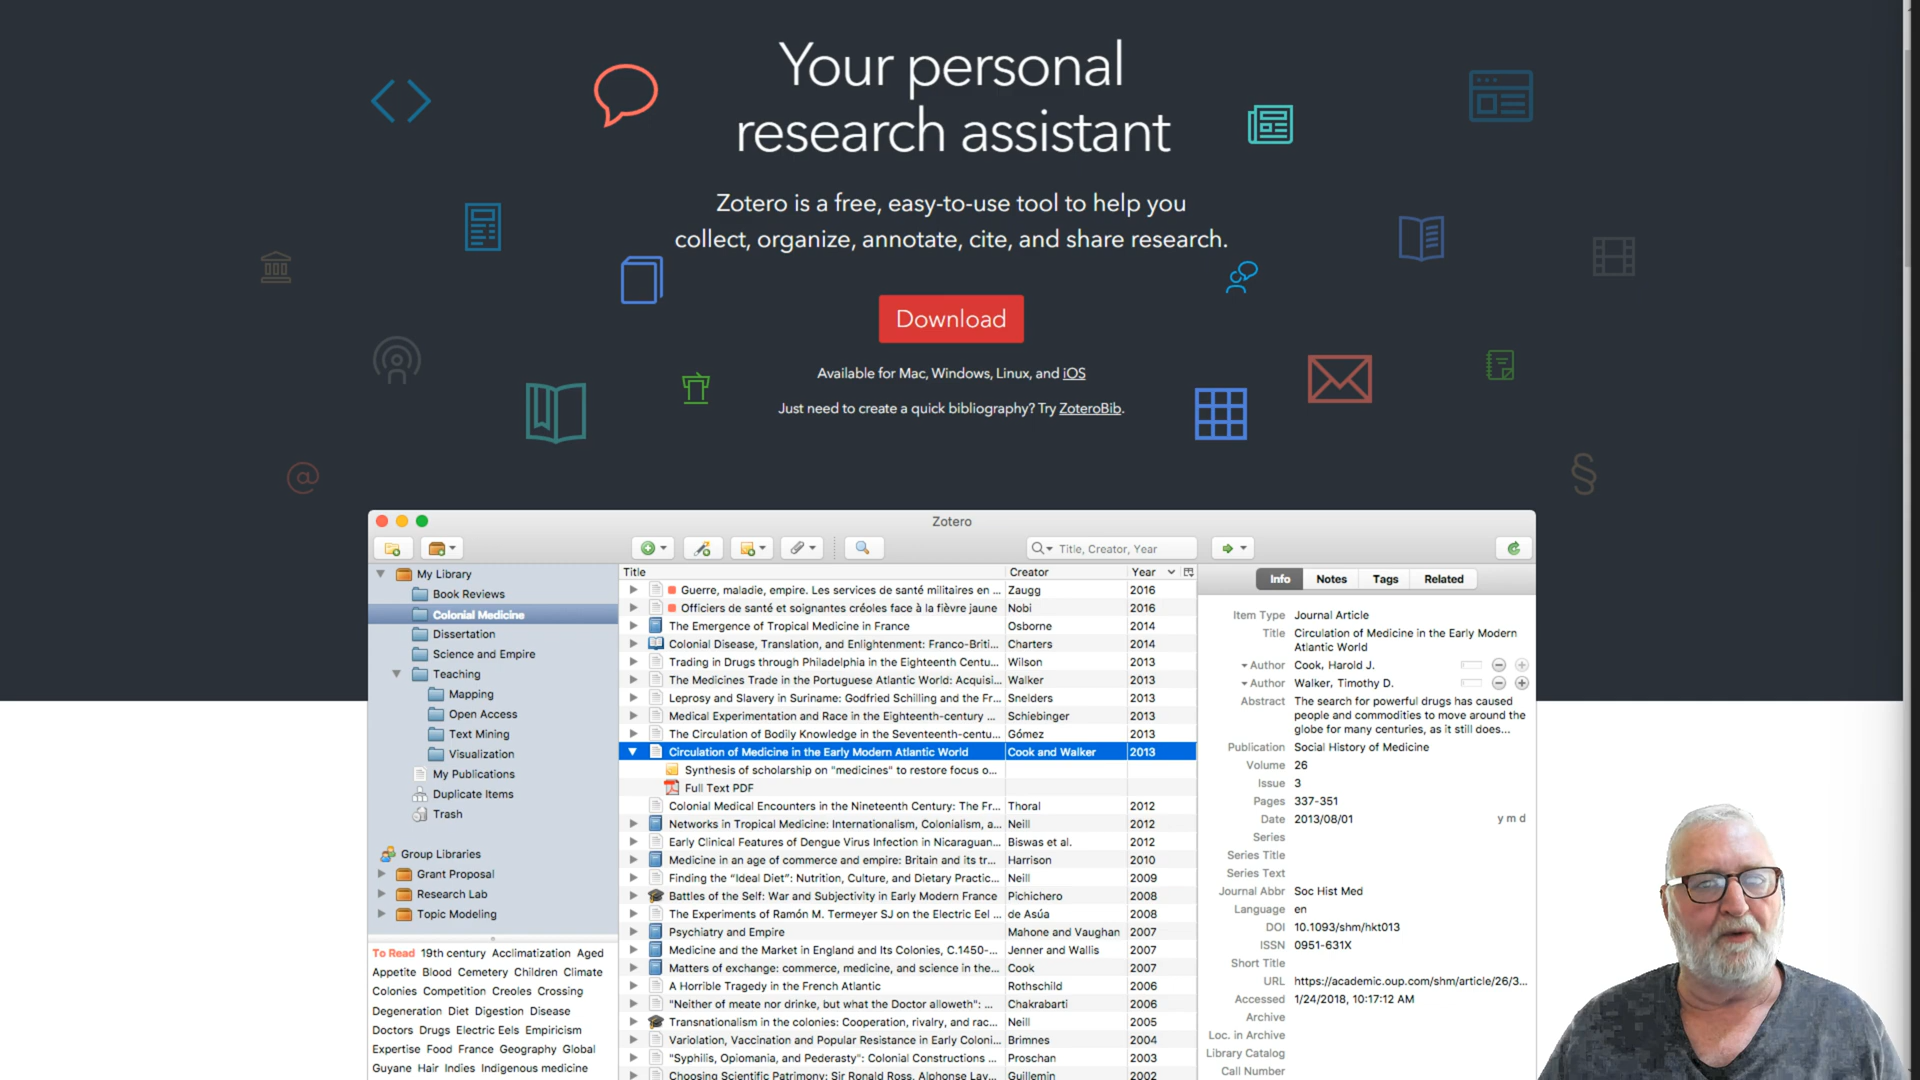 Your personal
research assistant
Zotero is a free, easy-to-use tool to help you
collect, organize, annotate, cite, and share research.
Download
Available for Mac, Windows, Linux, and iOS
Just need to create a quick bibliography? Try ZoteroBib.
@
§
Zotero
Title, Creator, Year
My Library
Book Reviews
Colonial Medicine
Dissertation
Science and Empire
Teaching
Mapping
Open Access
Text Mining
Visualization
My Publications
Duplicate Items
Trash
Group Libraries
Grant Proposal
Research Lab
Topic Modeling
To Read 19th century Acclimatization Aged
Appetite Blood Cemetery Children Climate
Colonies Competition Creoles Crossing
Degeneration Diet Digestion Disease
Doctors Drugs Electric Eels Empiricism
Expertise Food France Geography Global
Guyane Hair Indies Indigenous medicine
Title Creator Year
Guerre, maladie, empire. Les services de santé militaires en ... Zaugg 2016
Officiers de santé et soignantes créoles face à la fièvre jaune Nobi 2016
The Emergence of Tropical Medicine in France Osborne 2014
Colonial Disease, Translation, and Enlightenment: Franco-Briti... Charters 2014
Trading in Drugs through Philadelphia in the Eighteenth Centu... Wilson 2013
The Medicines Trade in the Portuguese Atlantic World: Acquisi... Walker 2013
Leprosy and Slavery in Suriname: Godfried Schilling and the Fr... Snelders 2013
Medical Experimentation and Race in the Eighteenth-century ... Schiebinger 2013
The Circulation of Bodily Knowledge in the Seventeenth-centu... Gómez 2013
Circulation of Medicine in the Early Modern Atlantic World Cook and Walker 2013
Synthesis of scholarship on "medicines" to restore focus o...
Full Text PDF
Colonial Medical Encounters in the Nineteenth Century: The Fr... Thoral 2012
Networks in Tropical Medicine: Internationalism, Colonialism, a... Neill 2012
Early Clinical Features of Dengue Virus Infection in Nicaraguan... Biswas et al. 2012
Medicine in an age of commerce and empire: Britain and its tr... Harrison 2010
Finding the “Ideal Diet”: Nutrition, Culture, and Dietary Practic... Neill 2009
Battles of the Self: War and Subjectivity in Early Modern France Pichichero 2008
The Experiments of Ramón M. Termeyer SJ on the Electric Eel ... de Asúa 2008
Psychiatry and Empire Mahone and Vaughan 2007
Medicine and the Market in England and Its Colonies, C.1450-... Jenner and Wallis 2007
Matters of exchange: commerce, medicine, and science in the... Cook 2007
A Horrible Tragedy in the French Atlantic Rothschild 2006
"Neither of meate nor drinke, but what the Doctor alloweth": ... Chakrabarti 2006
Transnationalism in the colonies: Cooperation, rivalry, and rac... Neill 2005
Variolation, Vaccination and Popular Resistance in Early Coloni... Brimnes 2004
"Syphilis, Opiomania, and Pederasty": Colonial Constructions ... Proschan 2003
Choosing Scientific Patrimony: Sir Ronald Ross, Alphonse Lav... Guillemin 2002
Info Notes Tags Related
Item Type Journal Article
Title Circulation of Medicine in the Early Modern
Atlantic World
Author Cook, Harold J.
Author Walker, Timothy D.
Abstract The search for powerful drugs has caused
people and commodities to move around the
globe for many centuries, as it still does...
Publication Social History of Medicine
Volume 26
Issue 3
Pages 337-351
Date 2013/08/01 y m d
Series
Series Title
Series Text
Journal Abbr Soc Hist Med
Language en
DOI 10.1093/shm/hkt013
ISSN 0951-631X
Short Title
URL https://academic.oup.com/shm/article/26/3...
Accessed 1/24/2018, 10:17:12 AM
Archive
Loc. in Archive
Library Catalog
Call Number